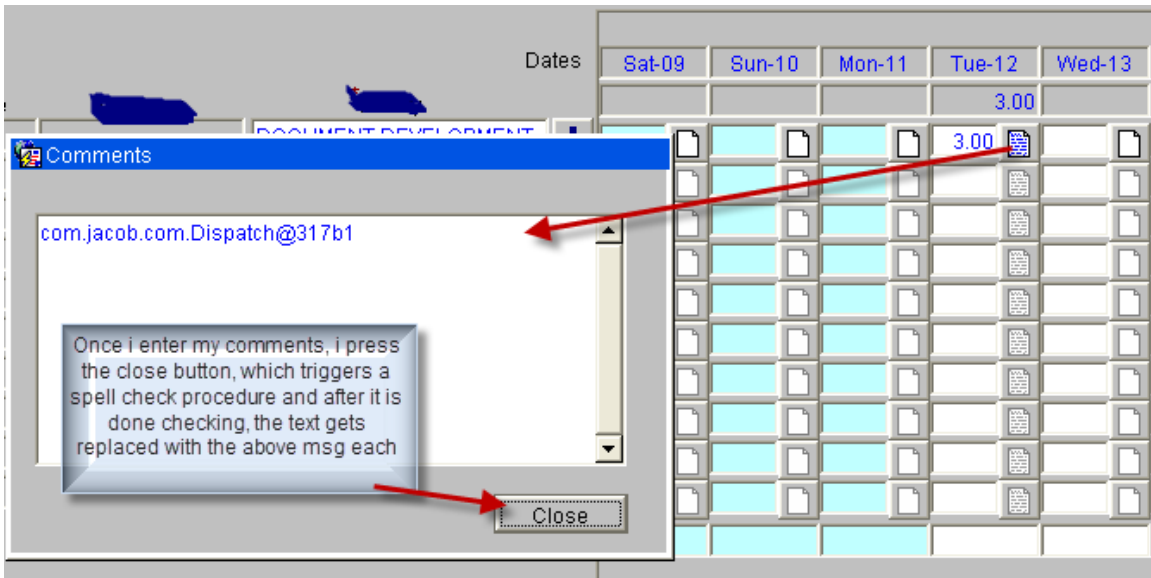 Dates
Sat-09 Sun-10 Mon-11 Tue-12 Wed-13
3.00
DOCUMENT DEVELOPMENT
Comments
3.00
com.jacob.com.Dispatch@317b1
Once i enter my comments, i press
the close button, which triggers a
spell check procedure and after it is
done checking, the text gets
replaced with the above msg each
Close